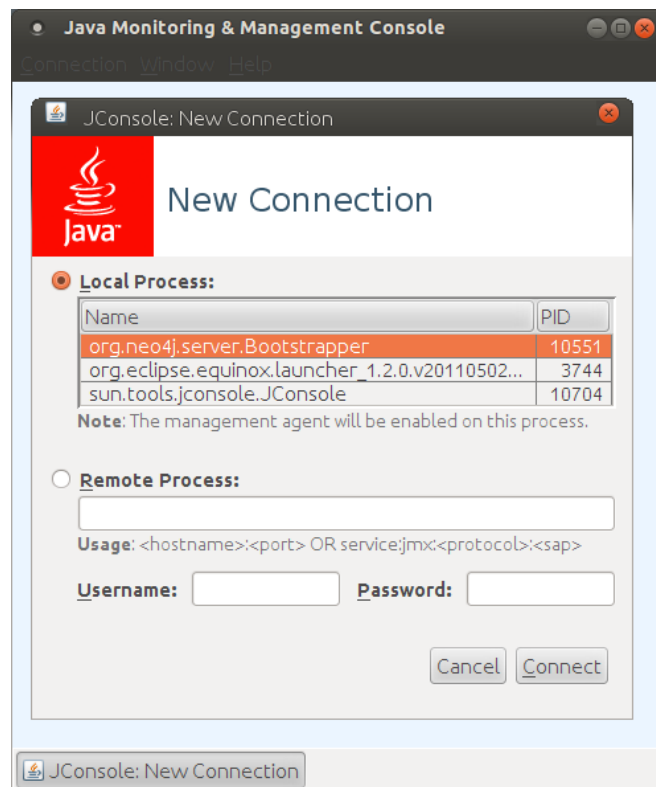 Java Monitoring & Management Console
Connection Window Help
JConsole: New Connection
Java™
New Connection
Local Process:
Name PID
org.neo4j.server.Bootstrapper 10551
org.eclipse.equinox.launcher_1.2.0.v20110502... 3744
sun.tools.jconsole.JConsole 10704
Note: The management agent will be enabled on this process.
Remote Process:
Usage: <hostname>:<port> OR service:jmx:<protocol>:<sap>
Username: Password:
Cancel Connect
JConsole: New Connection